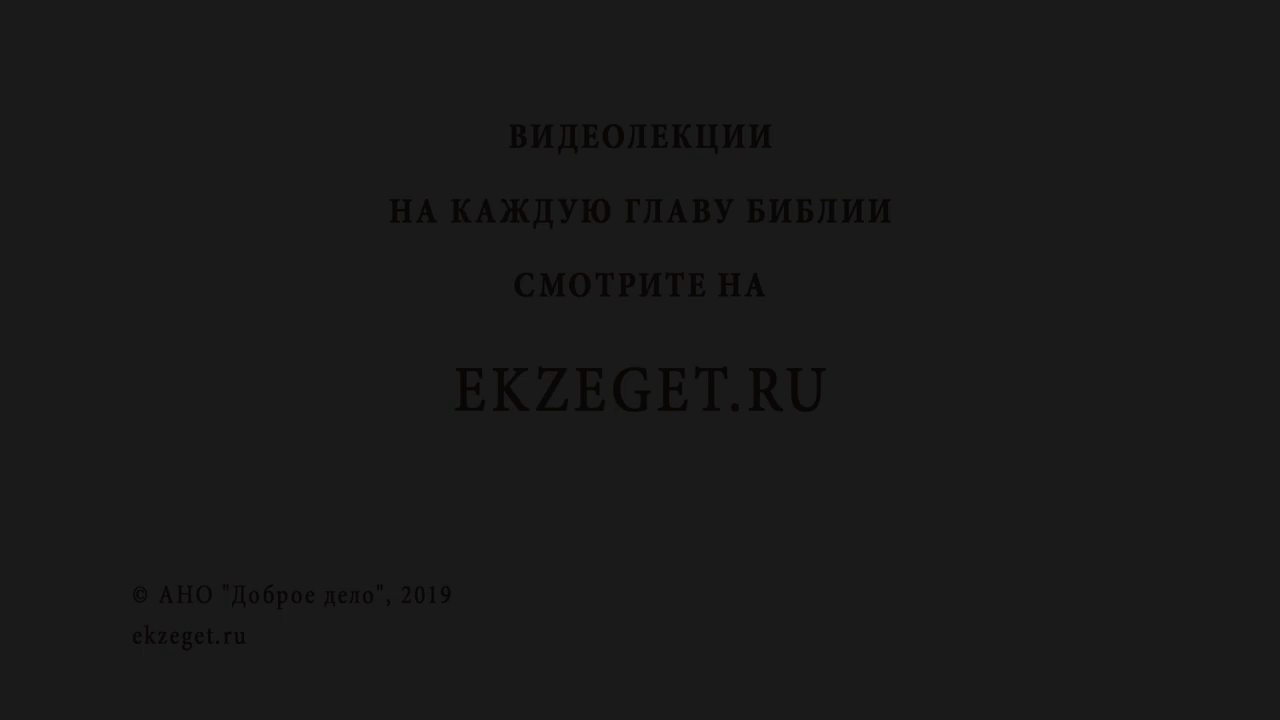 ВИДЕОЛЕКЦИИ
НА КАЖДУЮ ГЛАВУ БИБЛИИ
СМОТРИТЕ НА
EKZEGET.RU
© АНО "Доброе дело", 2019
ekzeget.ru